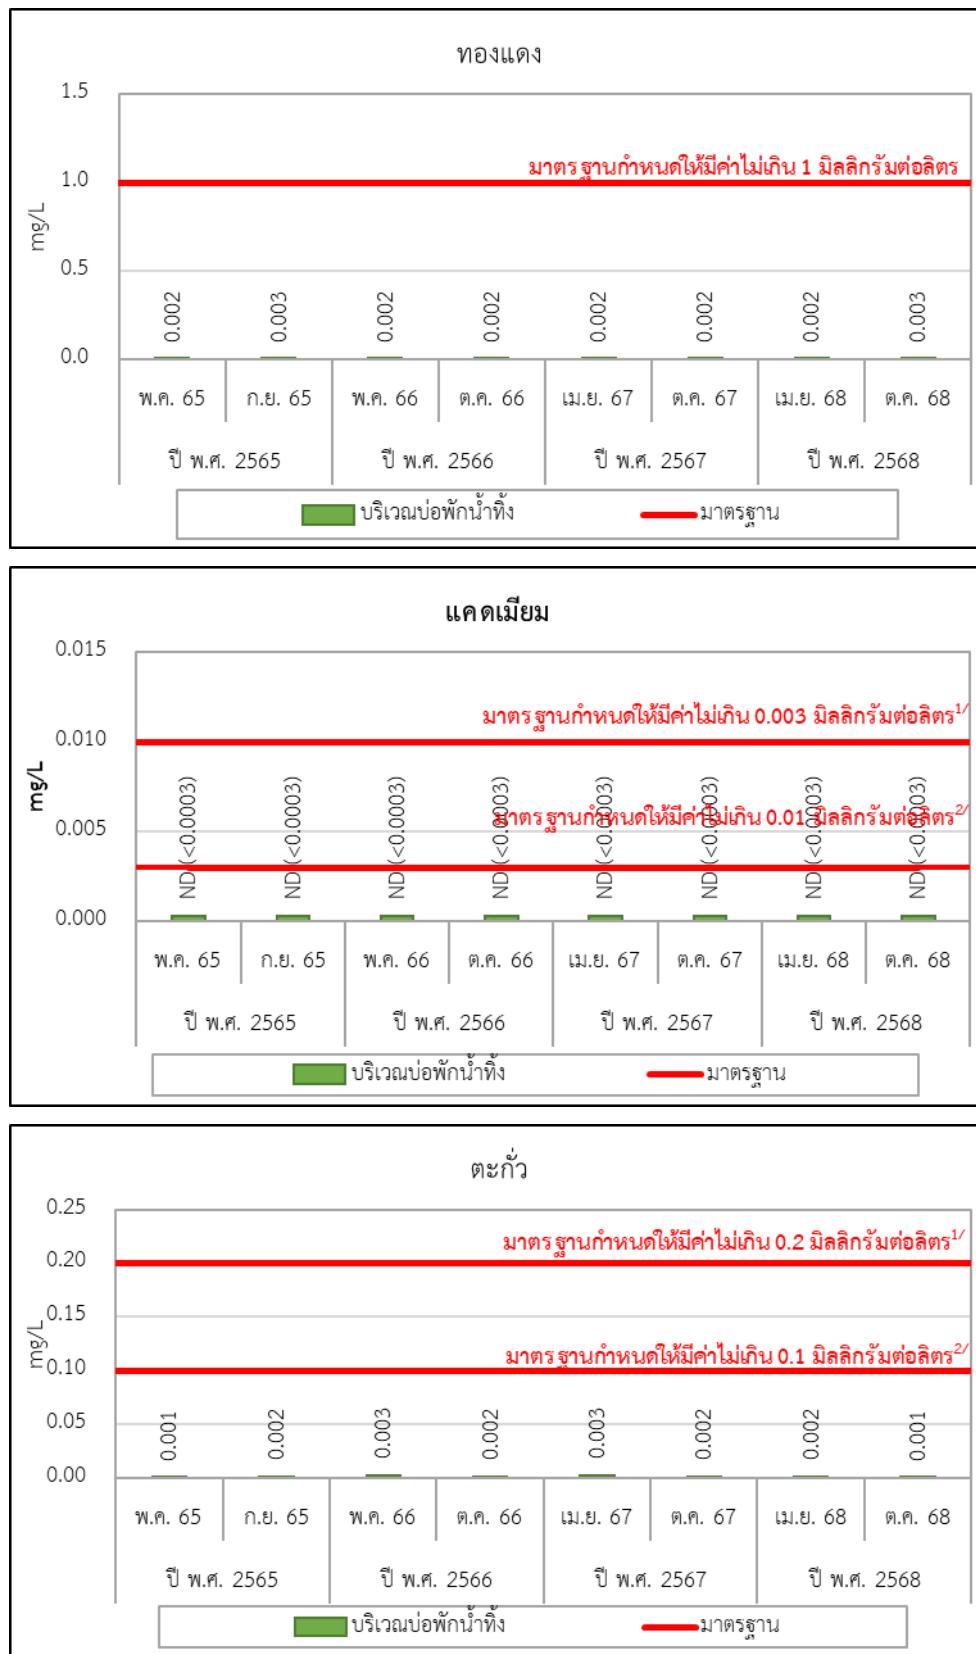 ทองแดง
1.5
มาตรฐานกำหนดให้มีค่าไม่เกิน 1 มิลลิกรัมต่อลิตร
1.0
mg/L
0.5
0.002 0.003 0.002 0.002 0.002 0.002 0.002 0.003
0.0
พ.ค. 65 ก.ย. 65 พ.ค. 66 ต.ค. 66 เม.ย. 67 ต.ค. 67 เม.ย. 68 ต.ค. 68
ปี พ.ศ. 2565 ปี พ.ศ. 2566 ปี พ.ศ. 2567 ปี พ.ศ. 2568
บริเวณบ่อพักน้ำทิ้ง มาตรฐาน
แคดเมียม
0.015
มาตรฐานกำหนดให้มีค่าไม่เกิน 0.003 มิลลิกรัมต่อลิตร1/
0.010
mg/L
มาตรฐานกำหนดให้มีค่าไม่เกิน 0.01 มิลลิกรัมต่อลิตร2/
0.005
ND (<0.0003) ND (<0.0003) ND (<0.0003) ND (<0.0003) ND (<0.0003) ND (<0.0003) ND (<0.0003) ND (<0.0003)
0.000
พ.ค. 65 ก.ย. 65 พ.ค. 66 ต.ค. 66 เม.ย. 67 ต.ค. 67 เม.ย. 68 ต.ค. 68
ปี พ.ศ. 2565 ปี พ.ศ. 2566 ปี พ.ศ. 2567 ปี พ.ศ. 2568
บริเวณบ่อพักน้ำทิ้ง มาตรฐาน
ตะกั่ว
0.25
มาตรฐานกำหนดให้มีค่าไม่เกิน 0.2 มิลลิกรัมต่อลิตร1/
0.20
0.15
mg/L
มาตรฐานกำหนดให้มีค่าไม่เกิน 0.1 มิลลิกรัมต่อลิตร2/
0.10
0.05
0.001 0.002 0.003 0.002 0.003 0.002 0.002 0.001
0.00
พ.ค. 65 ก.ย. 65 พ.ค. 66 ต.ค. 66 เม.ย. 67 ต.ค. 67 เม.ย. 68 ต.ค. 68
ปี พ.ศ. 2565 ปี พ.ศ. 2566 ปี พ.ศ. 2567 ปี พ.ศ. 2568
บริเวณบ่อพักน้ำทิ้ง มาตรฐาน